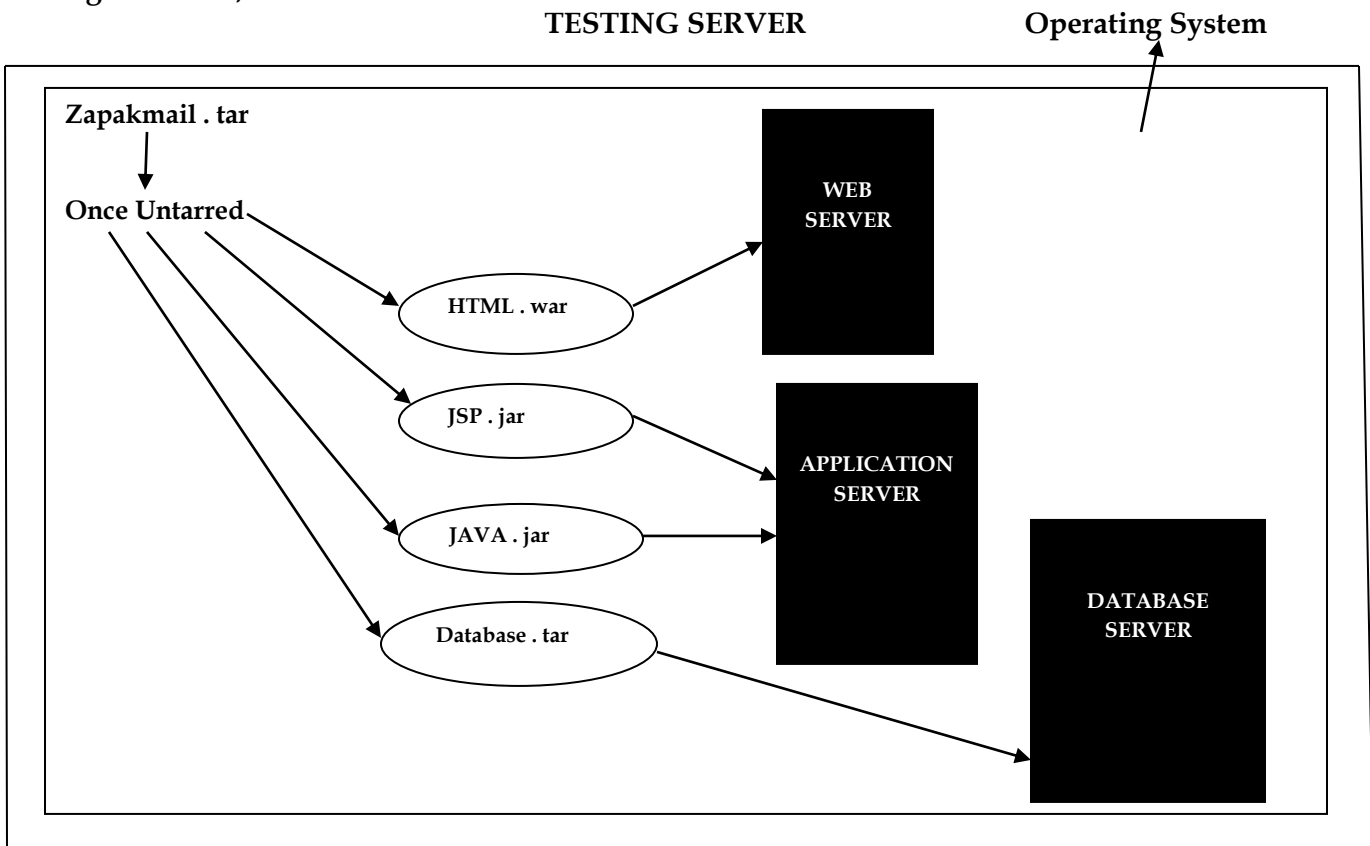 TESTING SERVER
Operating System
Zapakmail . tar
Once Untarred
WEB
SERVER
HTML . war
JSP . jar
APPLICATION
SERVER
JAVA . jar
DATABASE
SERVER
Database . tar